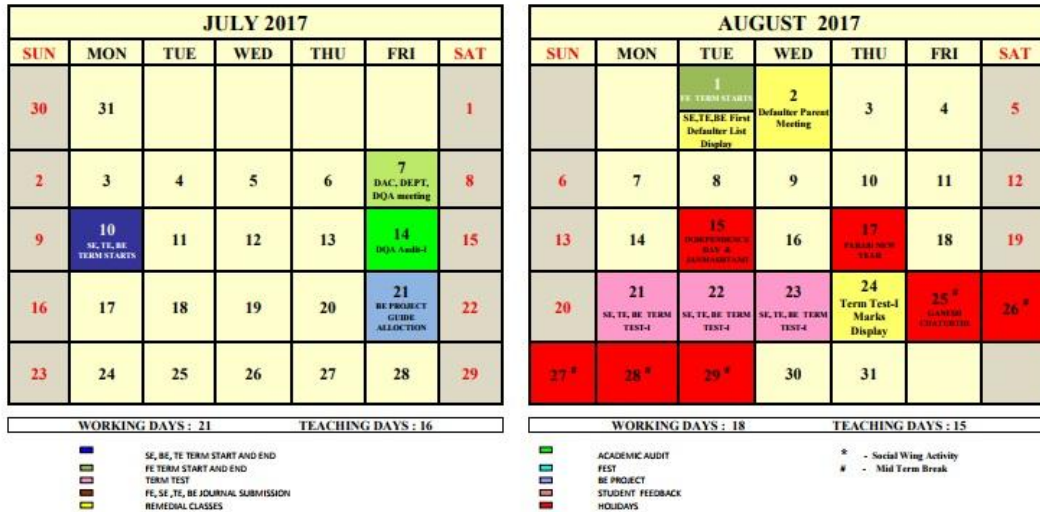 JULY 2017
SUN MON TUE WED THU FRI SAT
30 31 1
2 3 4 5 6 7 8
DAC, DEPT,
DQA meeting
9 10 11 12 13 14 15
SE, TE, BE
TERM STARTS
DQA Audit-I
16 17 18 19 20 21 22
BE PROJECT
GUIDE
ALLOCTION
23 24 25 26 27 28 29
WORKING DAYS : 21 TEACHING DAYS : 16
SE, BE, TE TERM START AND END
FE TERM START AND END
TERM TEST
FE, SE ,TE, BE JOURNAL SUBMISSION
REMEDIAL CLASSES
AUGUST 2017
SUN MON TUE WED THU FRI SAT
1 2 3 4 5
FE TERM STARTS
SE,TE,BE First
Defaulter List
Display
Defaulter Parent
Meeting
6 7 8 9 10 11 12
13 14 15 16 17 18 19
INDEPENDENCE
DAY &
JANMASHTAMI
PARSHI NEW
YEAR
20 21 22 23 24 25 # 26 #
SE, TE, BE TERM
TEST-I
SE, TE, BE TERM
TEST-I
SE, TE, BE TERM
TEST-I
Term Test-I
Marks
Display
GANESH
CHATURTHI
27 # 28 # 29 # 30 31
WORKING DAYS : 18 TEACHING DAYS : 15
ACADEMIC AUDIT
FEST
BE PROJECT
STUDENT FEEDBACK
HOLIDAYS
* - Social Wing Activity
# - Mid Term Break